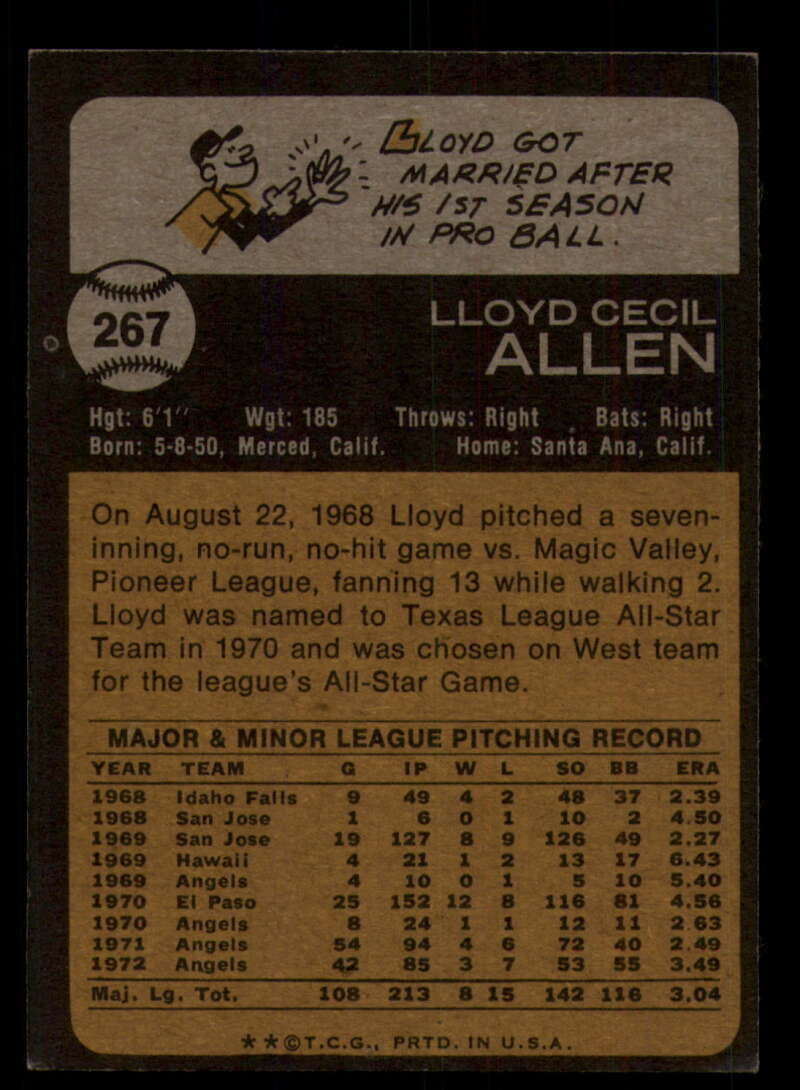 LLOYD GOT
MARRIED AFTER
HIS 1ST SEASON
IN PRO BALL.
267
LLOYD CECIL
ALLEN
Hgt: 6'1" Wgt: 185 Throws: Right Bats: Right
Born: 5-8-50, Merced, Calif. Home: Santa Ana, Calif.
On August 22, 1968 Lloyd pitched a seven-
inning, no-run, no-hit game vs. Magic Valley,
Pioneer League, fanning 13 while walking 2.
Lloyd was named to Texas League All-Star
Team in 1970 and was chosen on West team
for the league's All-Star Game.
MAJOR & MINOR LEAGUE PITCHING RECORD
YEAR TEAM G IP W L SO BB ERA
1968 Idaho Falls 9 49 4 2 48 37 2.39
1968 San Jose 1 6 0 1 10 2 4.50
1969 San Jose 19 127 8 9 126 49 2.27
1969 Hawaii 4 21 1 2 13 17 6.43
1969 Angels 4 10 0 1 5 10 5.40
1970 El Paso 25 152 12 8 116 81 4.56
1970 Angels 8 24 1 1 12 11 2.63
1971 Angels 54 94 4 6 72 40 2.49
1972 Angels 42 85 3 7 53 55 3.49
Maj. Lg. Tot. 108 213 8 15 142 116 3.04
**©T.C.G., PRTD. IN U.S.A.